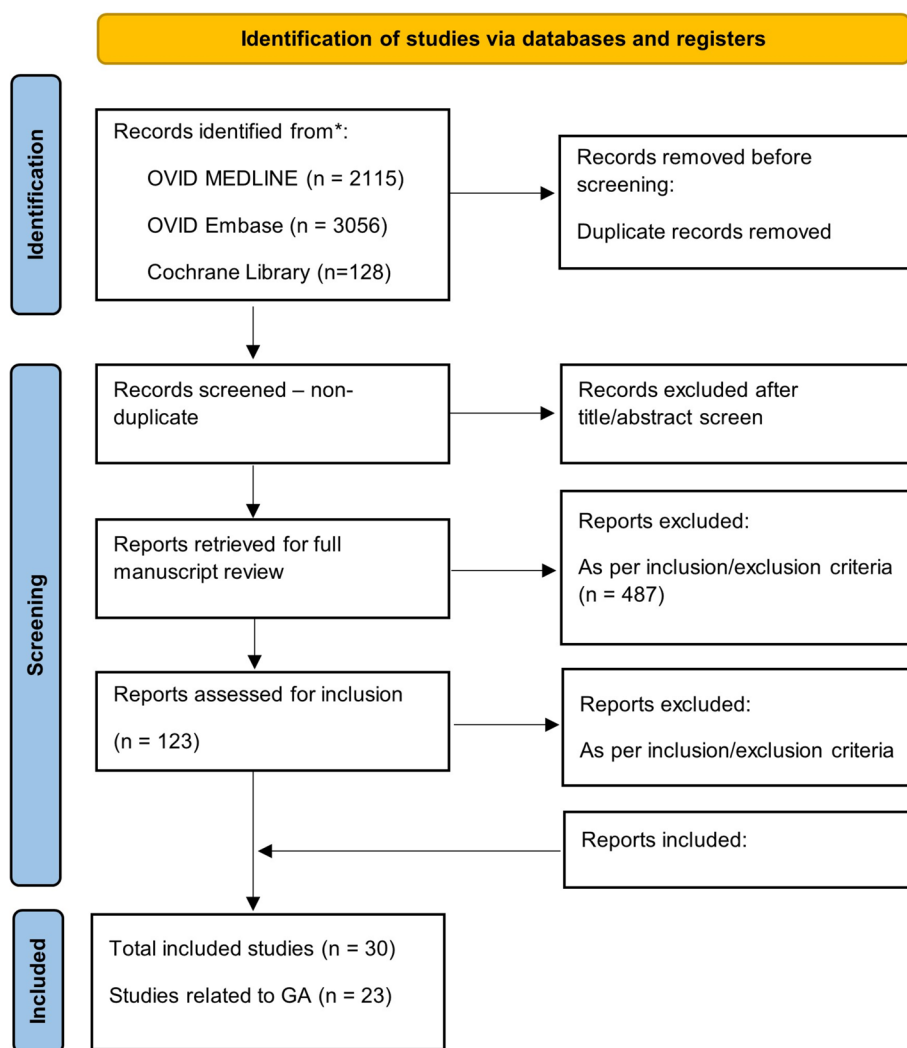 Identification of studies via databases and registers
Identification
Records identified from*:
OVID MEDLINE (n = 2115)
OVID Embase (n = 3056)
Cochrane Library (n=128)
Records removed before
screening:
Duplicate records removed
Screening
Records screened – non-
duplicate
Records excluded after
title/abstract screen
Reports retrieved for full
manuscript review
Reports excluded:
As per inclusion/exclusion criteria
(n = 487)
Reports assessed for inclusion
(n = 123)
Reports excluded:
As per inclusion/exclusion criteria
Reports included:
Included
Total included studies (n = 30)
Studies related to GA (n = 23)